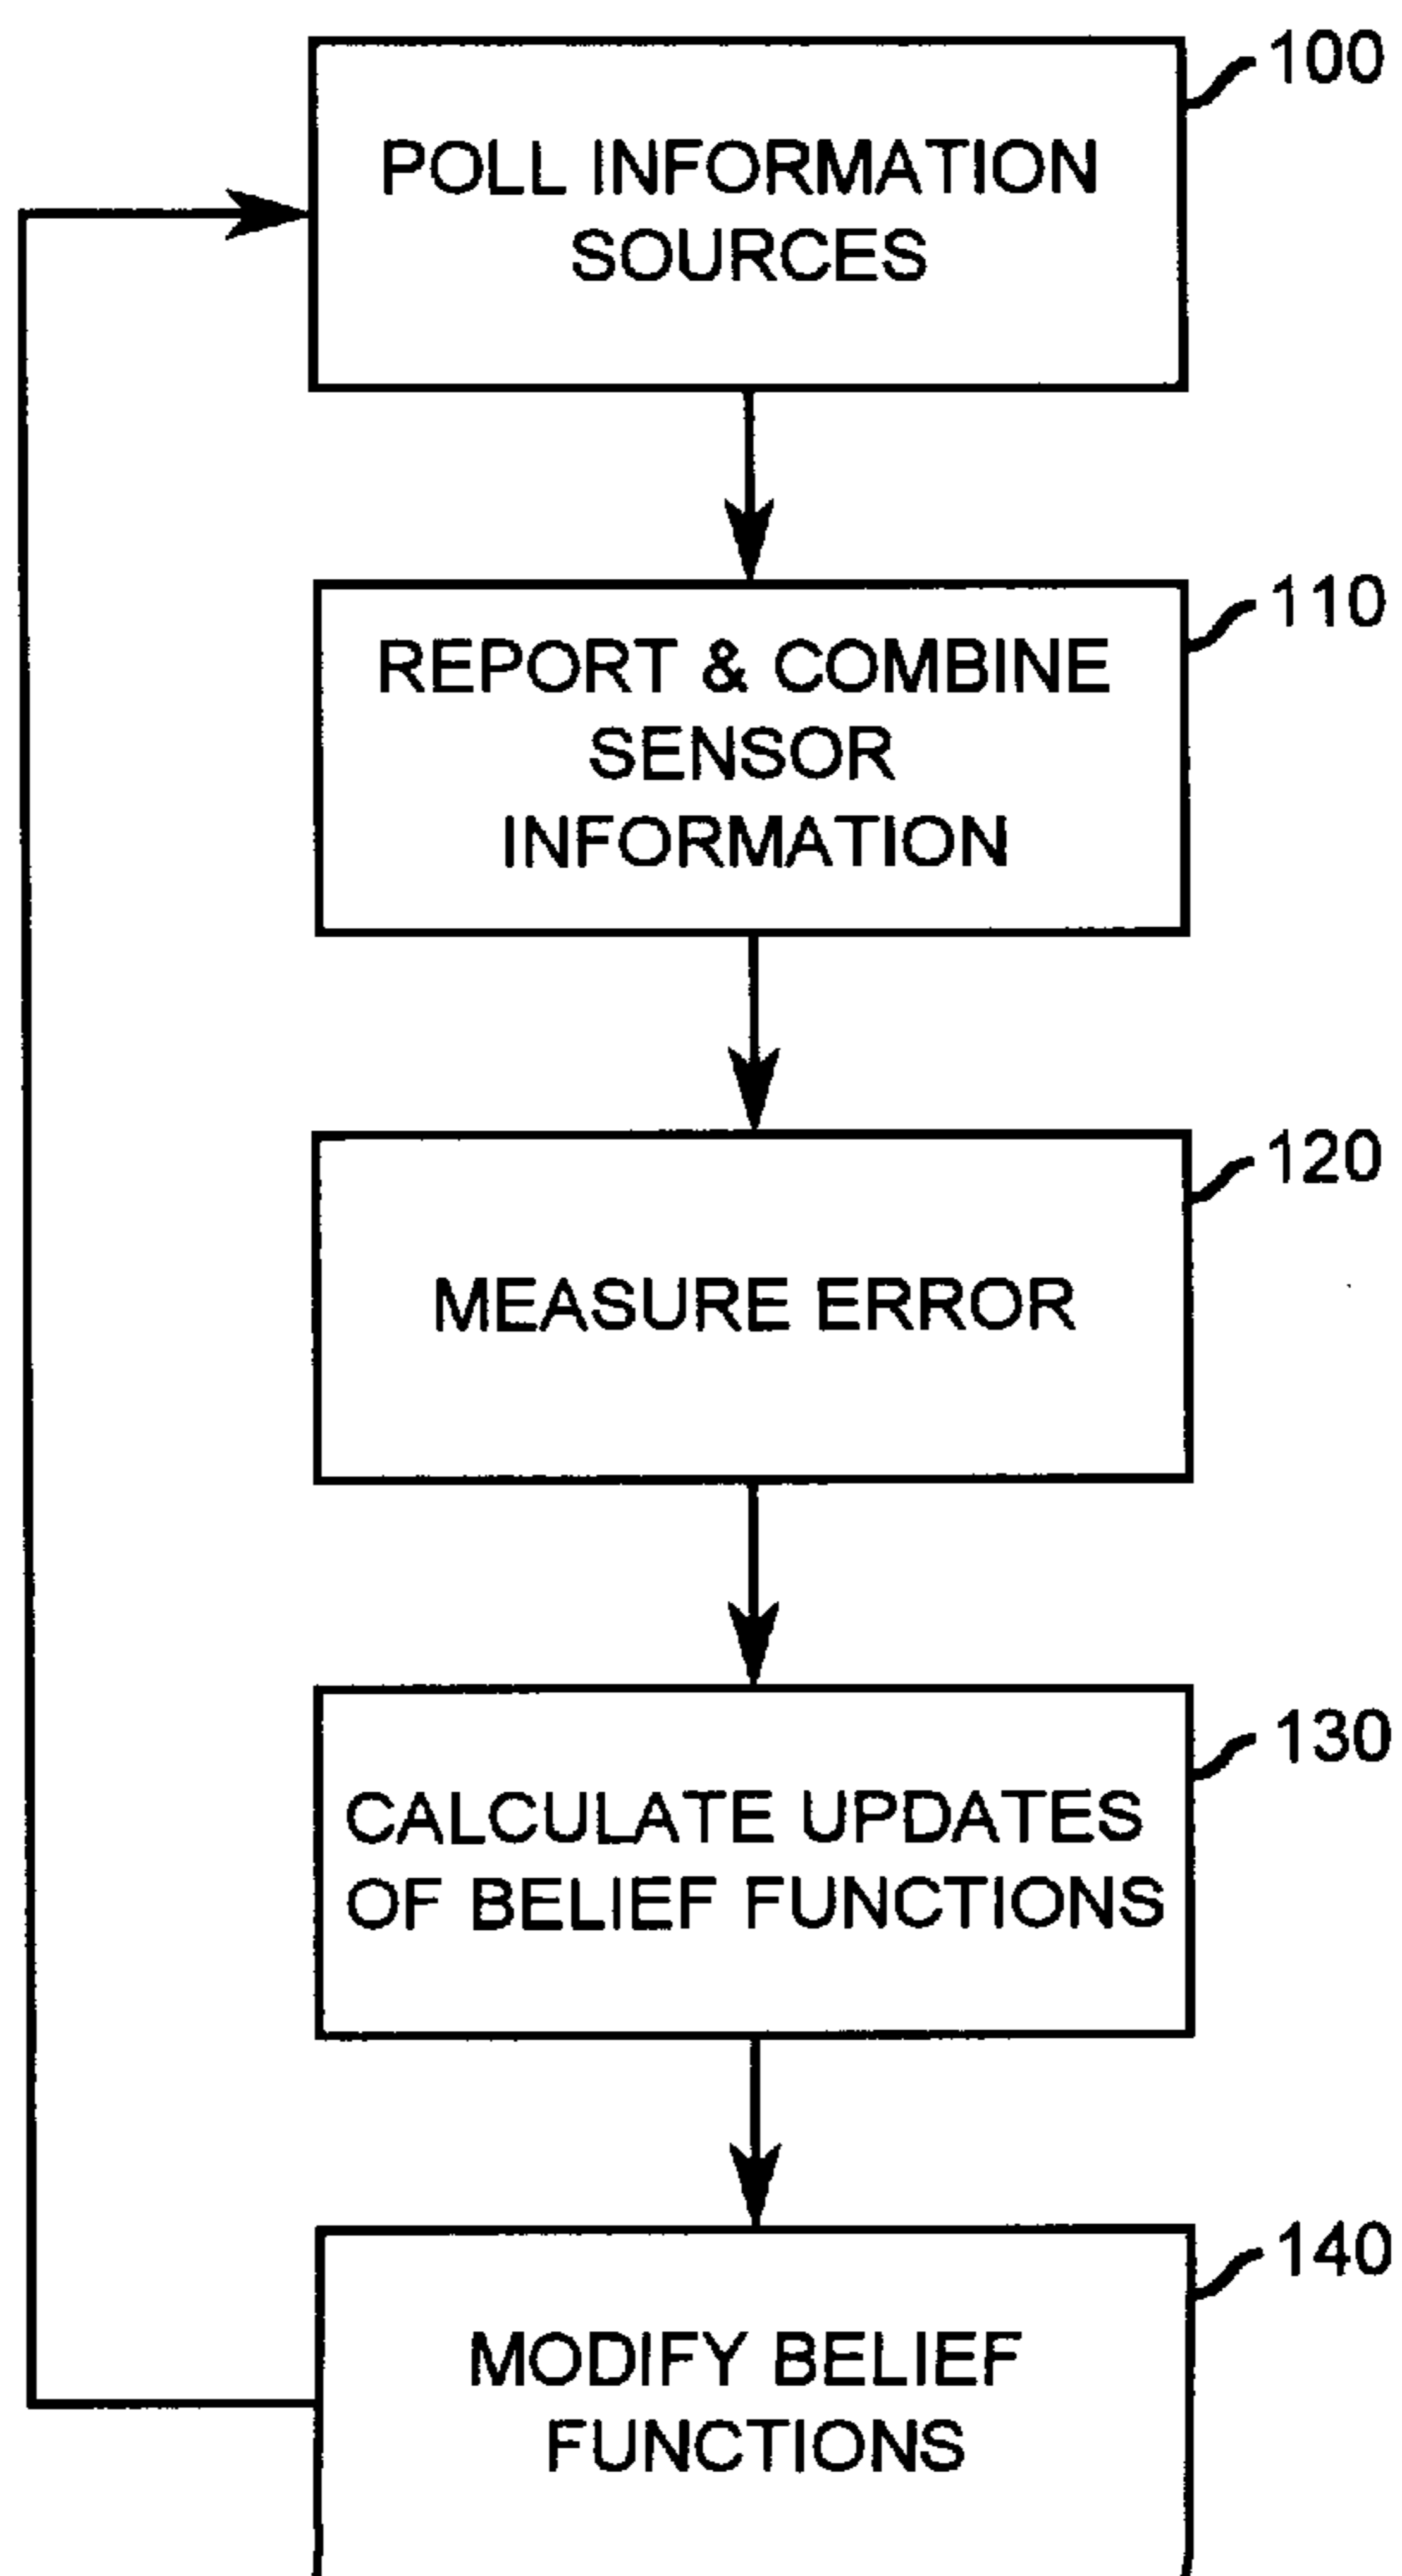 100
POLL INFORMATION
SOURCES
110
REPORT & COMBINE
SENSOR
INFORMATION
120
MEASURE ERROR
130
CALCULATE UPDATES
OF BELIEF FUNCTIONS
140
MODIFY BELIEF
FUNCTIONS